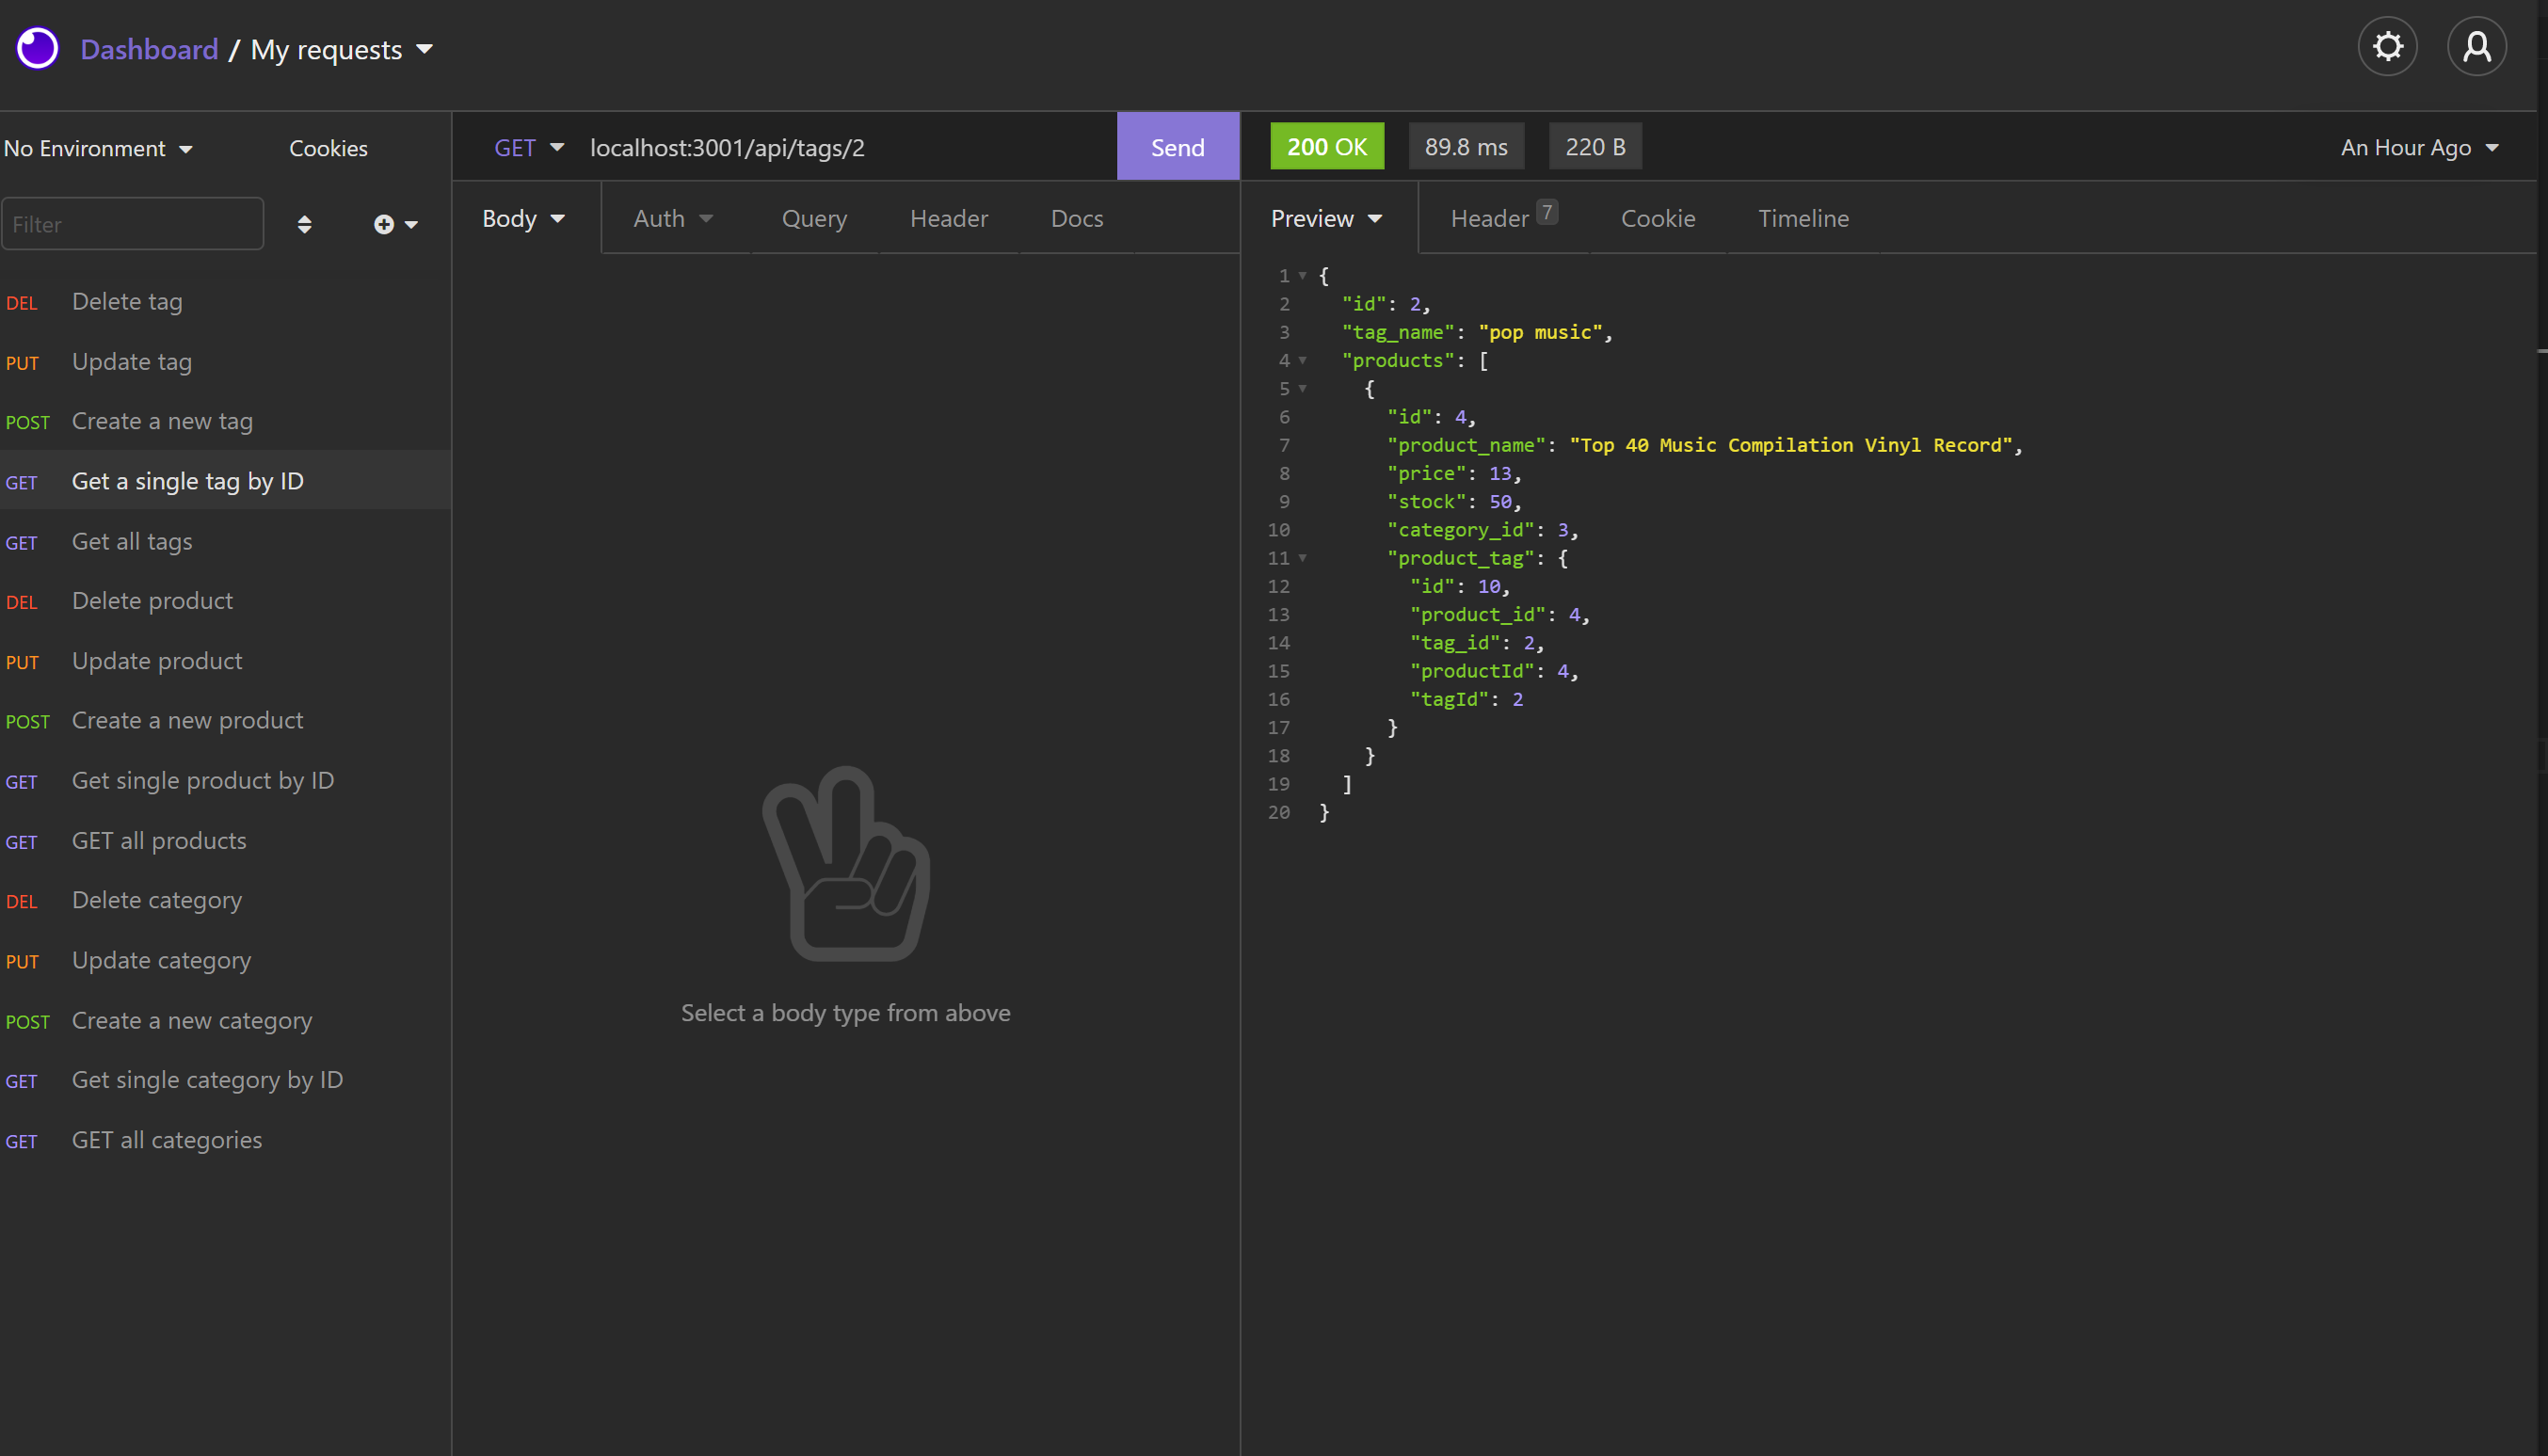 Dashboard / My requests
No Environment Cookies
Filter
DEL Delete tag
PUT Update tag
POST Create a new tag
GET Get a single tag by ID
GET Get all tags
DEL Delete product
PUT Update product
POST Create a new product
GET Get single product by ID
GET GET all products
DEL Delete category
PUT Update category
POST Create a new category
GET Get single category by ID
GET GET all categories
GET localhost:3001/api/tags/2 Send
Body Auth Query Header Docs
Select a body type from above
200 OK 89.8 ms 220 B An Hour Ago
Preview Header 7 Cookie Timeline
1 {
2 "id": 2,
3 "tag_name": "pop music",
4 "products": [
5 {
6 "id": 4,
7 "product_name": "Top 40 Music Compilation Vinyl Record",
8 "price": 13,
9 "stock": 50,
10 "category_id": 3,
11 "product_tag": {
12 "id": 10,
13 "product_id": 4,
14 "tag_id": 2,
15 "productId": 4,
16 "tagId": 2
17 }
18 }
19 ]
20 }